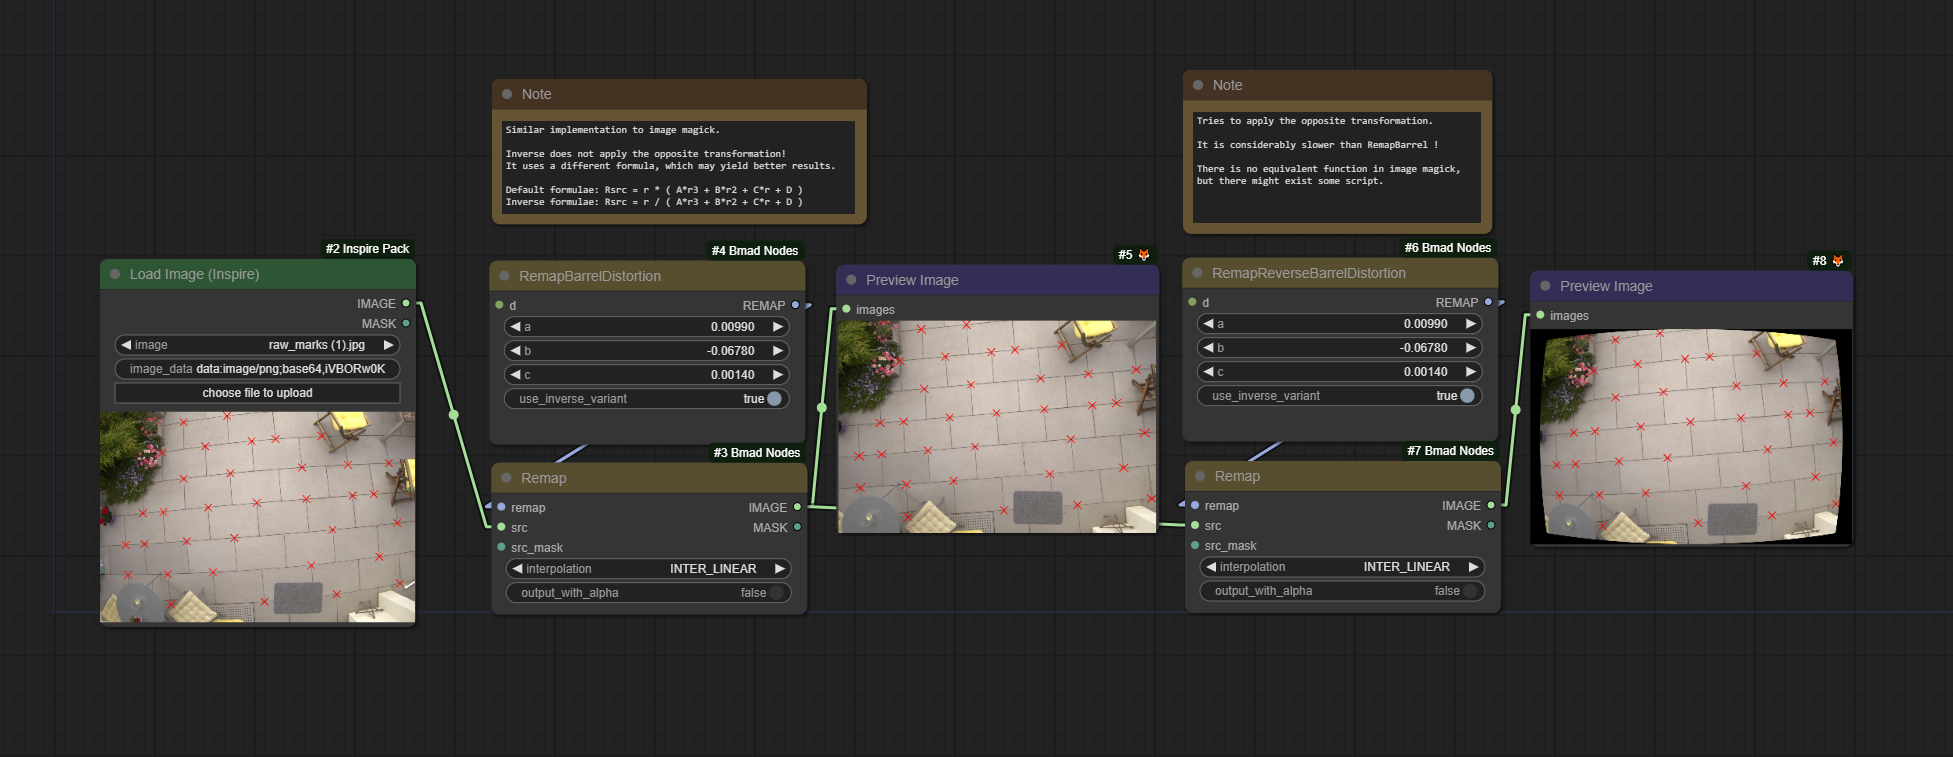 Note
Similar implementation to image magick.
Inverse does not apply the opposite transformation!
It uses a different formula, which may yield better results.
Default formulae: Rsrc = r * ( A*r3 + B*r2 + C*r + D )
Inverse formulae: Rsrc = r / ( A*r3 + B*r2 + C*r + D )
Note
Tries to apply the opposite transformation.
It is considerably slower than RemapBarrel !
There is no equivalent function in image magick,
but there might exist some script.
#2 Inspire Pack
Load Image (Inspire)
IMAGE
MASK
image raw_marks (1).jpg
image_data data:image/png;base64,iVBORw0K
choose file to upload
#4 Bmad Nodes
RemapBarrelDistortion
d REMAP
a 0.00990
b -0.06780
c 0.00140
use_inverse_variant true
#3 Bmad Nodes
Remap
remap IMAGE
src MASK
src_mask
interpolation INTER_LINEAR
output_with_alpha false
#5
Preview Image
images
#6 Bmad Nodes
RemapReverseBarrelDistortion
d REMAP
a 0.00990
b -0.06780
c 0.00140
use_inverse_variant true
#7 Bmad Nodes
Remap
remap IMAGE
src MASK
src_mask
interpolation INTER_LINEAR
output_with_alpha false
#8
Preview Image
images